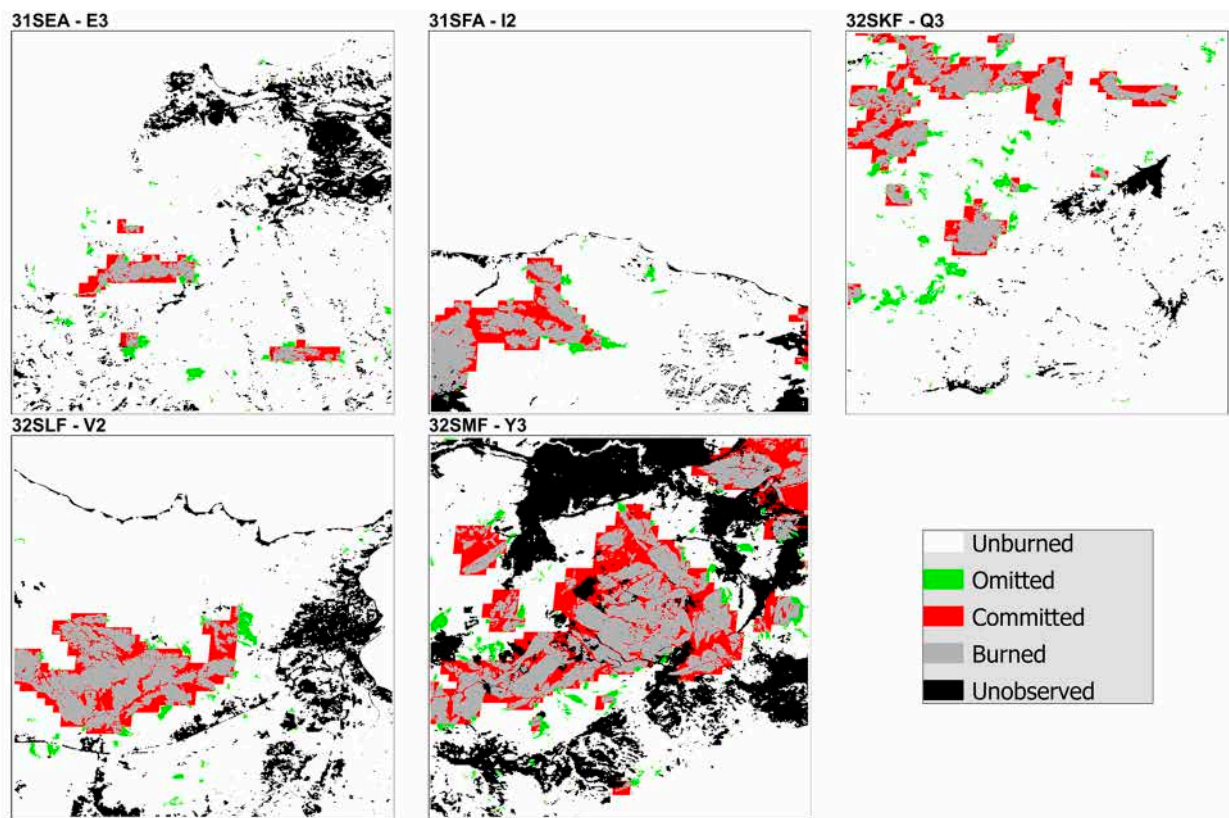 31SEA - E3
31SFA - I2
32SKF - Q3
32SLF - V2
32SMF - Y3
Unburned
Omitted
Committed
Burned
Unobserved